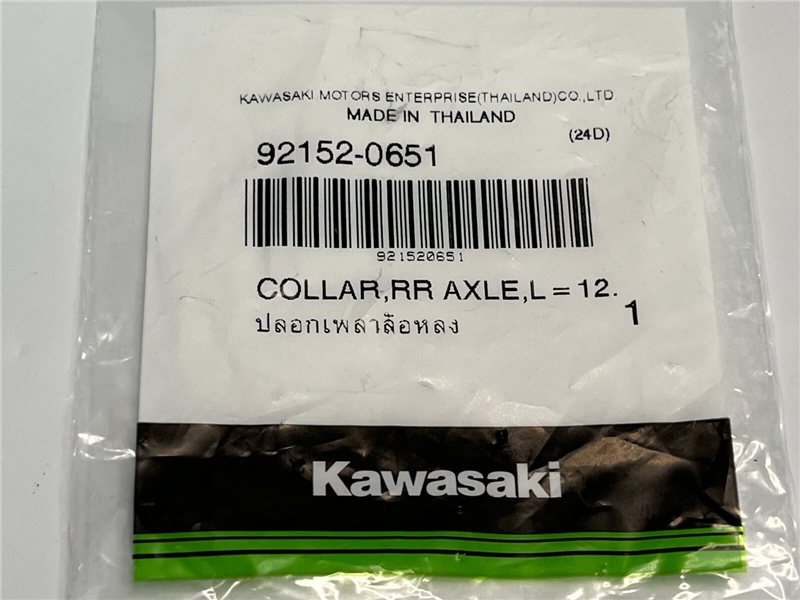 KAWASAKI MOTORS ENTERPRISE(THAILAND)CO.,LTD.
MADE IN THAILAND
(24D)
92152-0651
921520651
COLLAR,RR AXLE,L=12.
1
ปลอกเพลาล้อหลง
Kawasaki